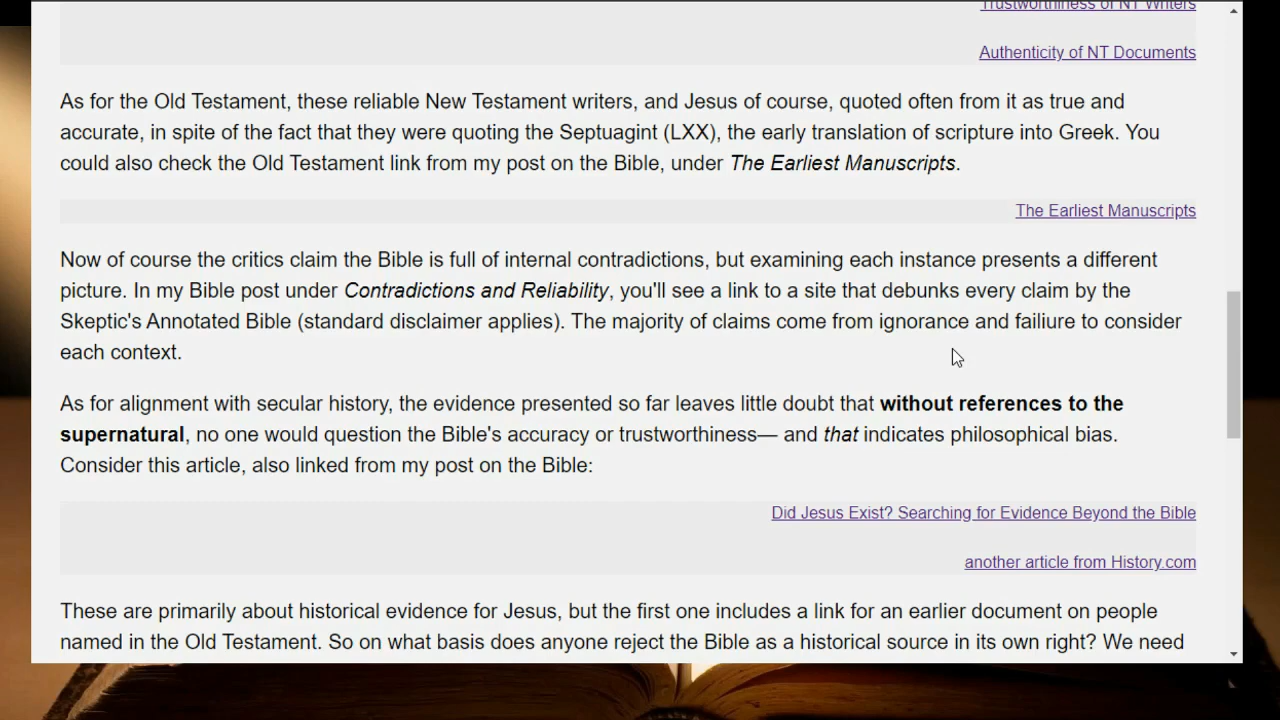 Trustworthiness of NT Writers
Authenticity of NT Documents
As for the Old Testament, these reliable New Testament writers, and Jesus of course, quoted often from it as true and
accurate, in spite of the fact that they were quoting the Septuagint (LXX), the early translation of scripture into Greek. You
could also check the Old Testament link from my post on the Bible, under The Earliest Manuscripts.
The Earliest Manuscripts
Now of course the critics claim the Bible is full of internal contradictions, but examining each instance presents a different
picture. In my Bible post under Contradictions and Reliability, you'll see a link to a site that debunks every claim by the
Skeptic's Annotated Bible (standard disclaimer applies). The majority of claims come from ignorance and failiure to consider
each context.
As for alignment with secular history, the evidence presented so far leaves little doubt that without references to the
supernatural, no one would question the Bible's accuracy or trustworthiness— and that indicates philosophical bias.
Consider this article, also linked from my post on the Bible:
Did Jesus Exist? Searching for Evidence Beyond the Bible
another article from History.com
These are primarily about historical evidence for Jesus, but the first one includes a link for an earlier document on people
named in the Old Testament. So on what basis does anyone reject the Bible as a historical source in its own right? We need